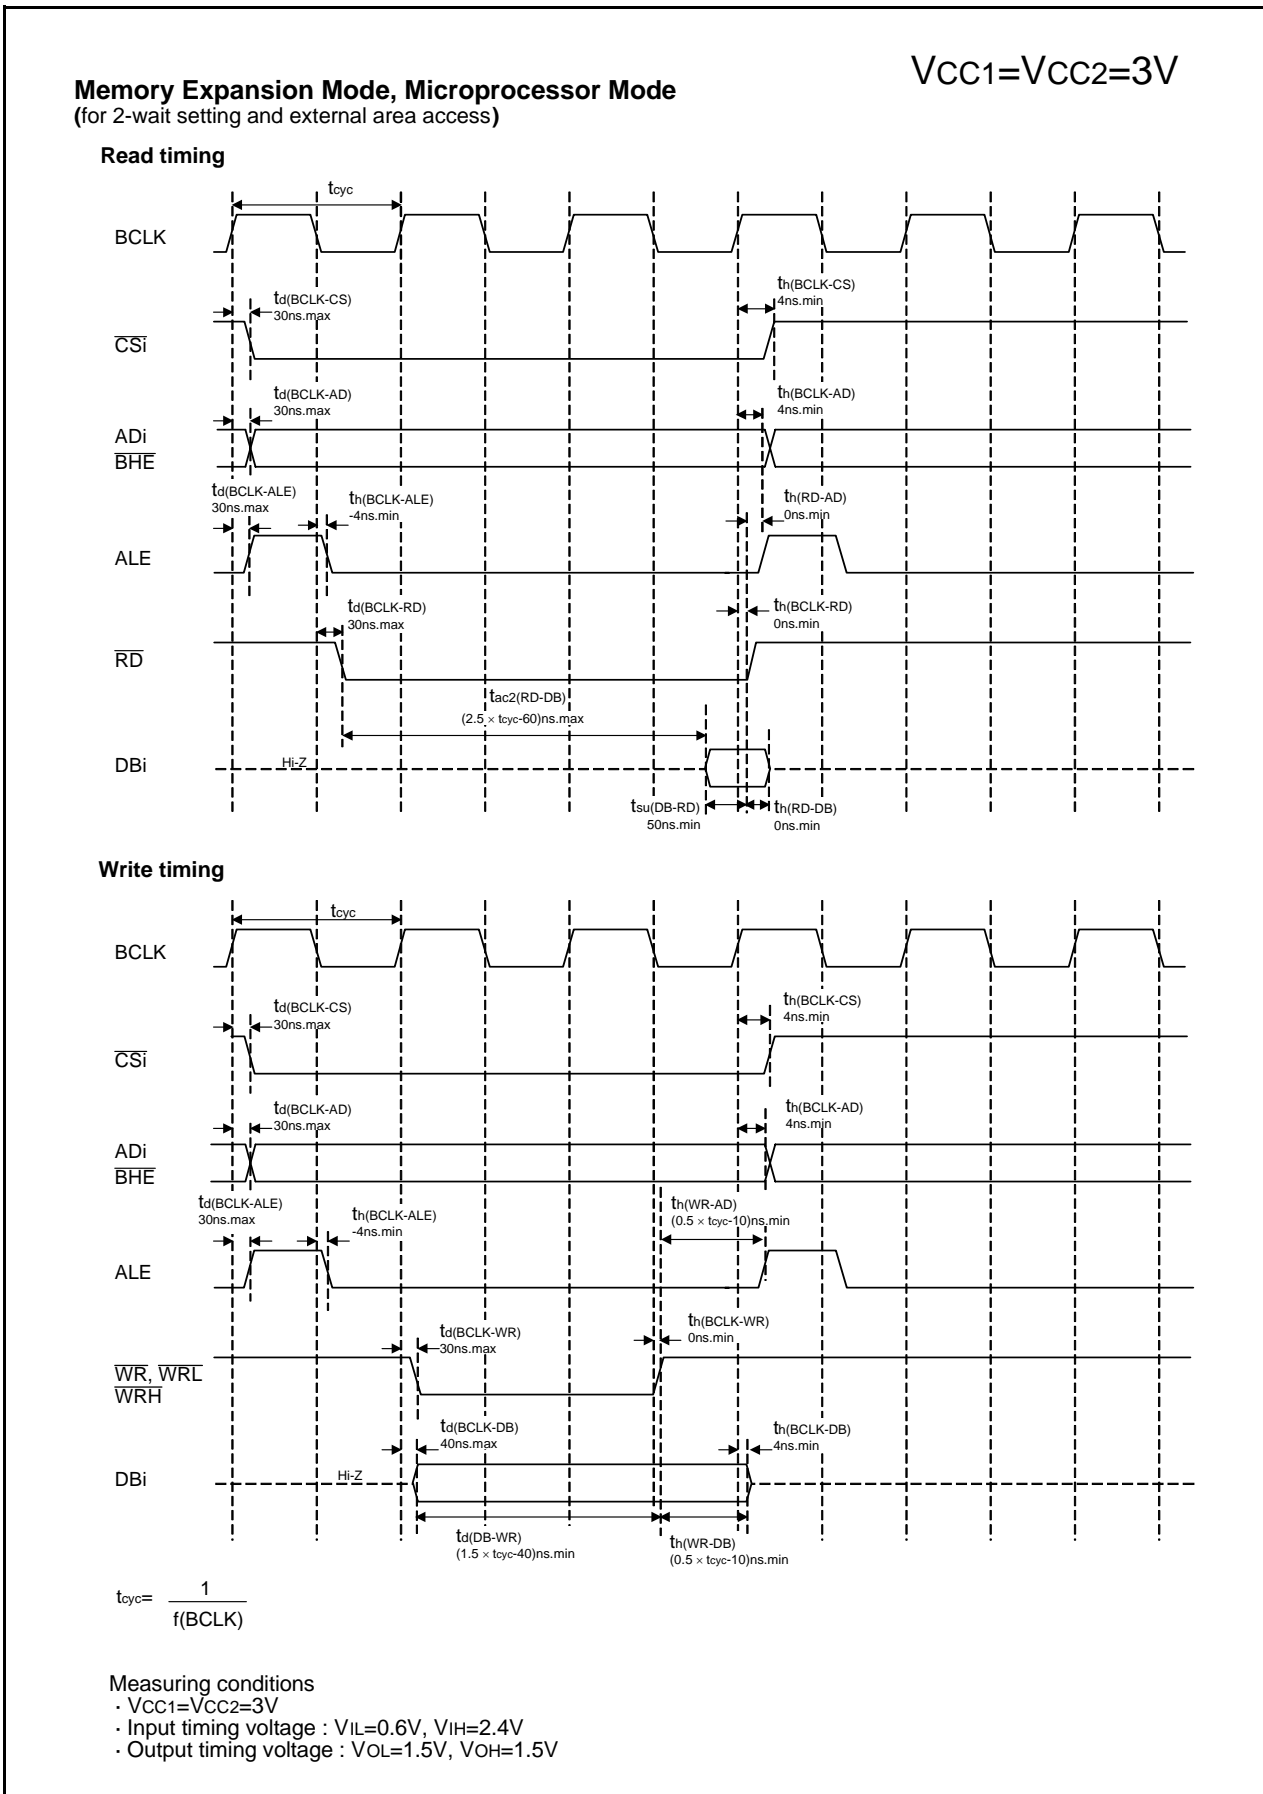 VCC1=VCC2=3V
Memory Expansion Mode, Microprocessor Mode
(for 2-wait setting and external area access)
Read timing
tcyc
BCLK
td(BCLK-CS)
30ns.max
th(BCLK-CS)
4ns.min
CSi
td(BCLK-AD)
30ns.max
th(BCLK-AD)
4ns.min
ADi
BHE
td(BCLK-ALE)
30ns.max
th(BCLK-ALE)
-4ns.min
th(RD-AD)
0ns.min
ALE
td(BCLK-RD)
30ns.max
th(BCLK-RD)
0ns.min
RD
tac2(RD-DB)
(2.5 × tcyc-60)ns.max
DBi
Hi-Z
tsu(DB-RD)
50ns.min
th(RD-DB)
0ns.min
Write timing
tcyc
BCLK
td(BCLK-CS)
30ns.max
th(BCLK-CS)
4ns.min
CSi
td(BCLK-AD)
30ns.max
th(BCLK-AD)
4ns.min
ADi
BHE
td(BCLK-ALE)
30ns.max
th(BCLK-ALE)
-4ns.min
th(WR-AD)
(0.5 × tcyc-10)ns.min
ALE
td(BCLK-WR)
30ns.max
th(BCLK-WR)
0ns.min
WR, WRL
WRH
td(BCLK-DB)
40ns.max
th(BCLK-DB)
4ns.min
DBi
Hi-Z
td(DB-WR)
(1.5 × tcyc-40)ns.min
th(WR-DB)
(0.5 × tcyc-10)ns.min
tcyc= 1
f(BCLK)
Measuring conditions
· VCC1=VCC2=3V
· Input timing voltage : VIL=0.6V, VIH=2.4V
· Output timing voltage : VOL=1.5V, VOH=1.5V